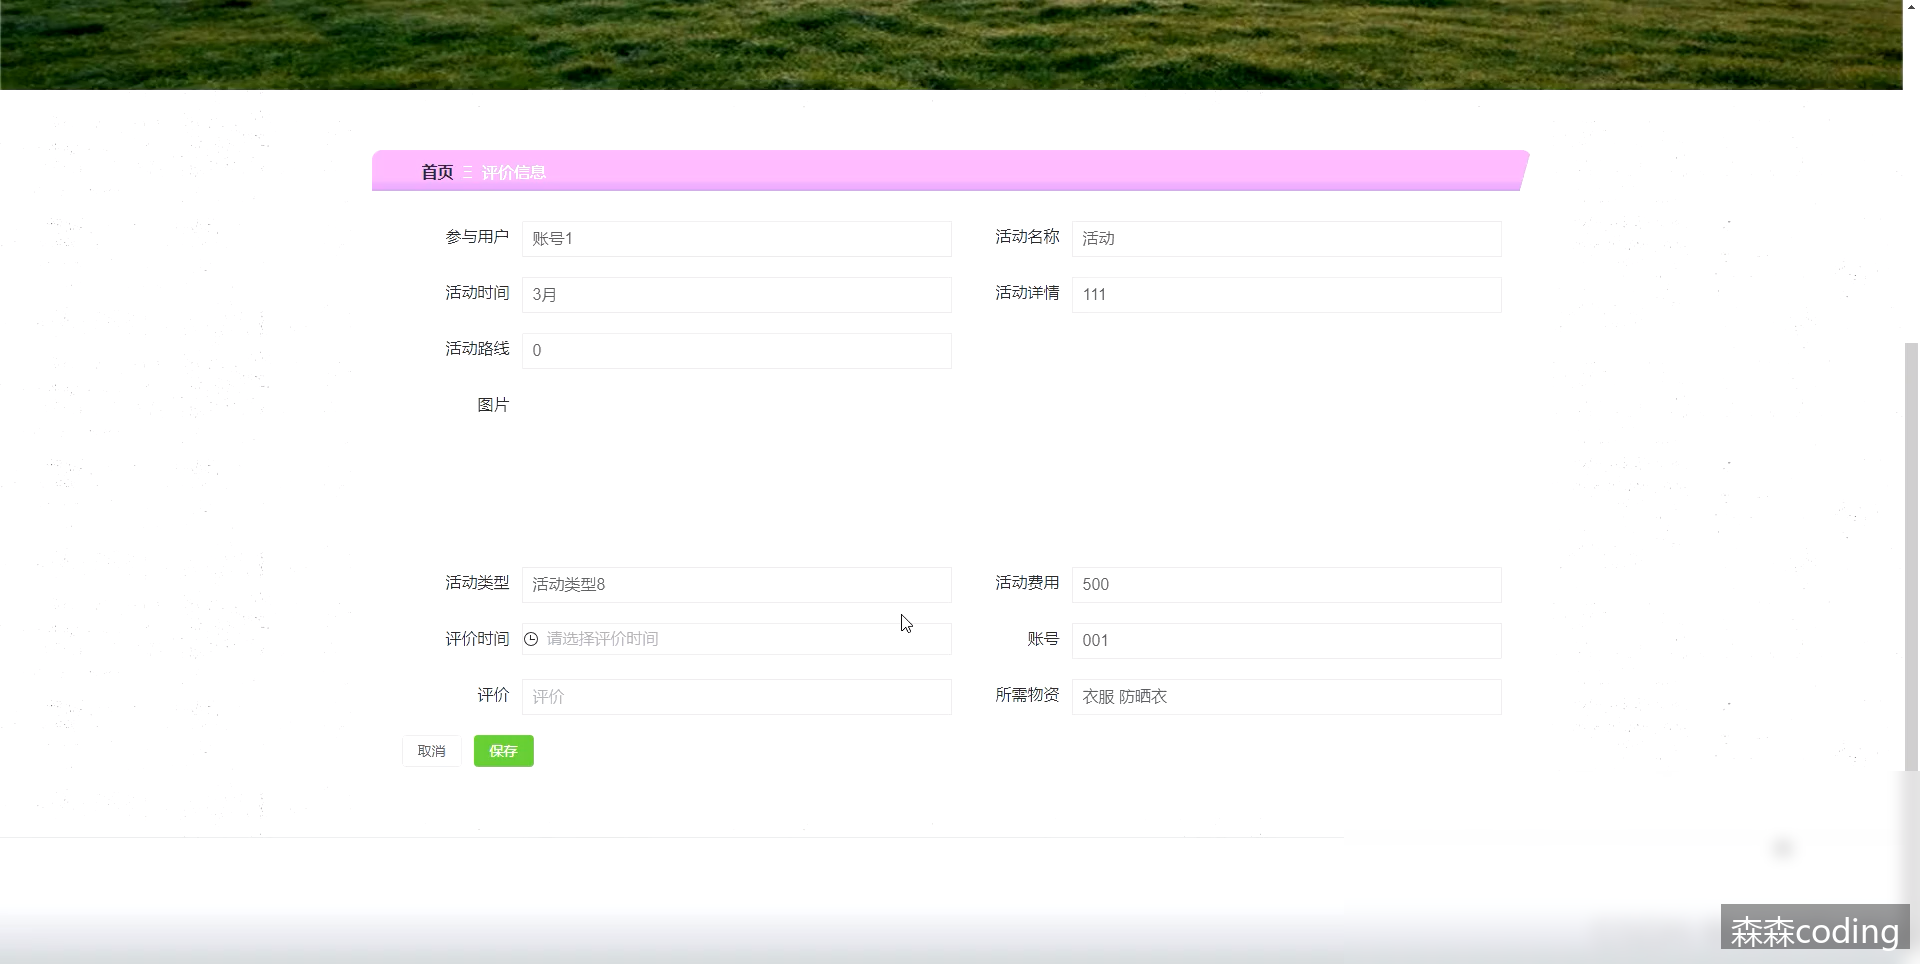 首页 Ξ 评价信息
参与用户 账号1 活动名称 活动
活动时间 3月 活动详情 111
活动路线 0
图片
活动类型 活动类型8 活动费用 500
评价时间 请选择评价时间 账号 001
评价 评价 所需物资 衣服 防晒衣
取消 保存
森森coding